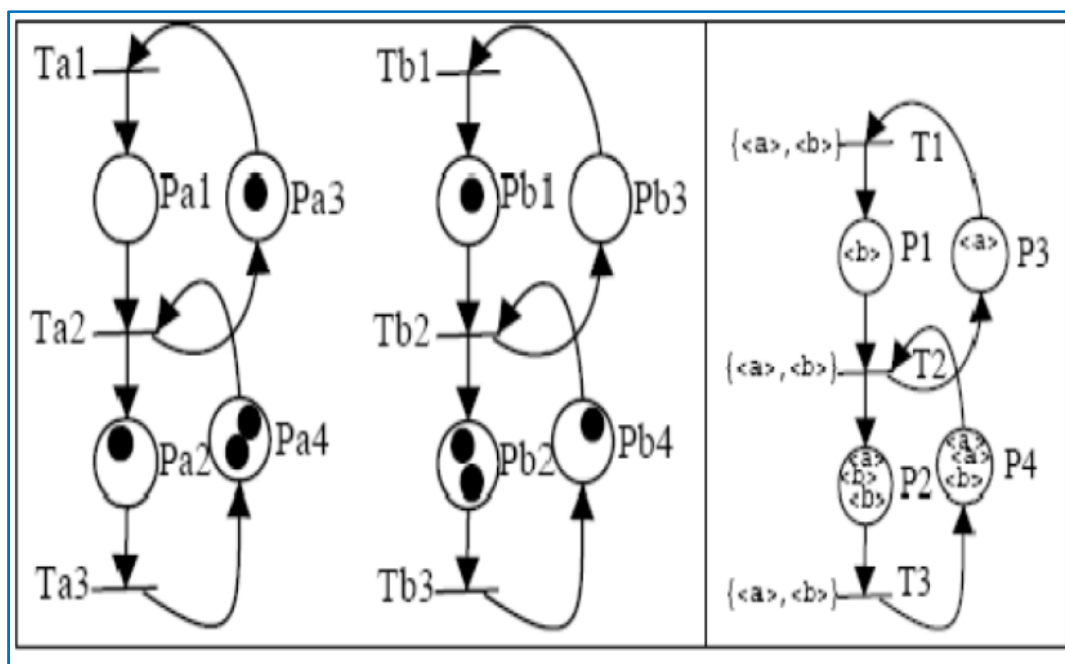 Ta1
Pa1
Pa3
Ta2
Pa2
Pa4
Ta3
Tb1
Pb1
Pb3
Tb2
Pb2
Pb4
Tb3
{<a>,<b>} T1
<b> P1
<a> P3
{<a>,<b>} T2
<a>
<b>
<b>
P2
<a>
<a>
<b>
P4
{<a>,<b>} T3